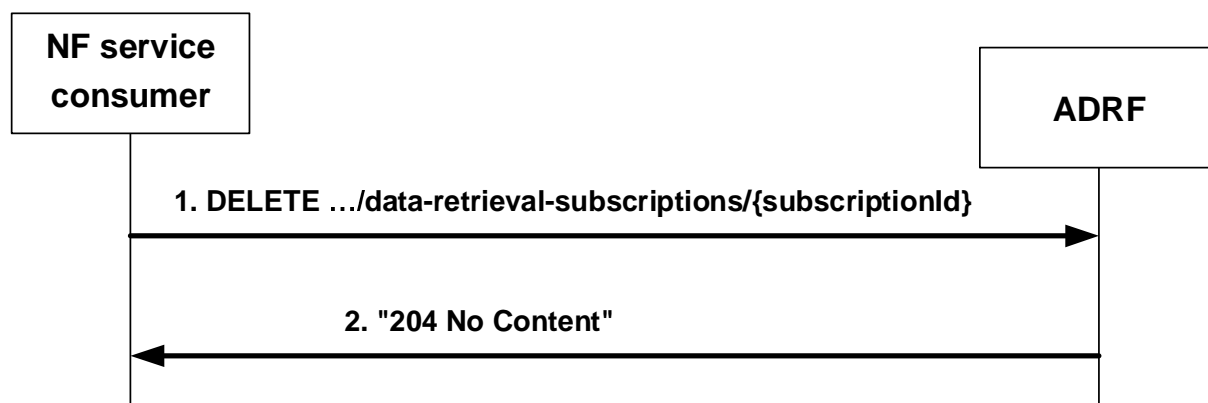 NF service
consumer
ADRF
1. DELETE …/data-retrieval-subscriptions/{subscriptionId}
2. "204 No Content"